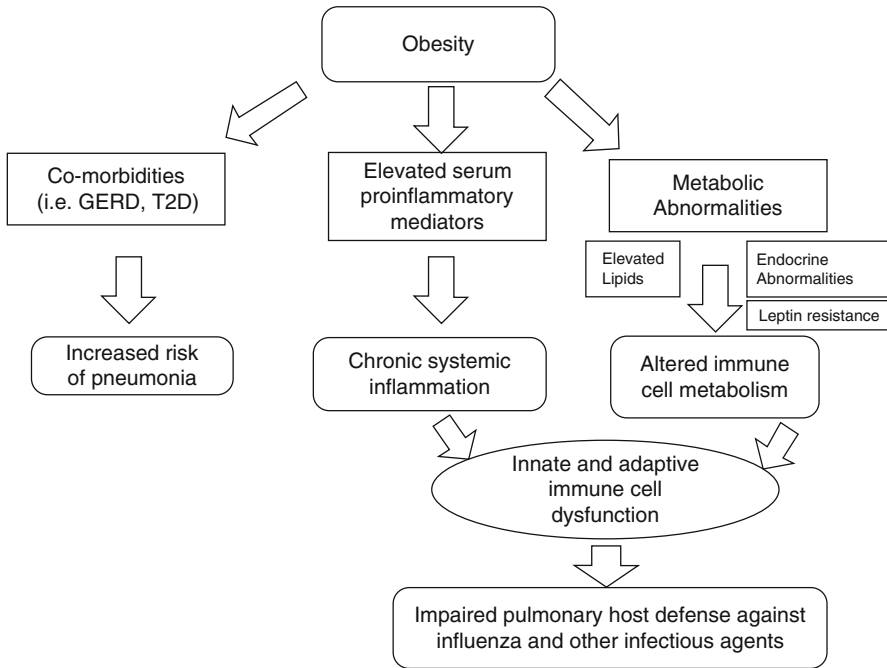 Obesity
Co-morbidities
(i.e. GERD, T2D)
Elevated serum
proinflammatory
mediators
Metabolic
Abnormalities
Elevated
Lipids
Endocrine
Abnormalities
Leptin resistance
Increased risk
of pneumonia
Chronic systemic
inflammation
Altered immune
cell metabolism
Innate and adaptive
immune cell
dysfunction
Impaired pulmonary host defense against
influenza and other infectious agents